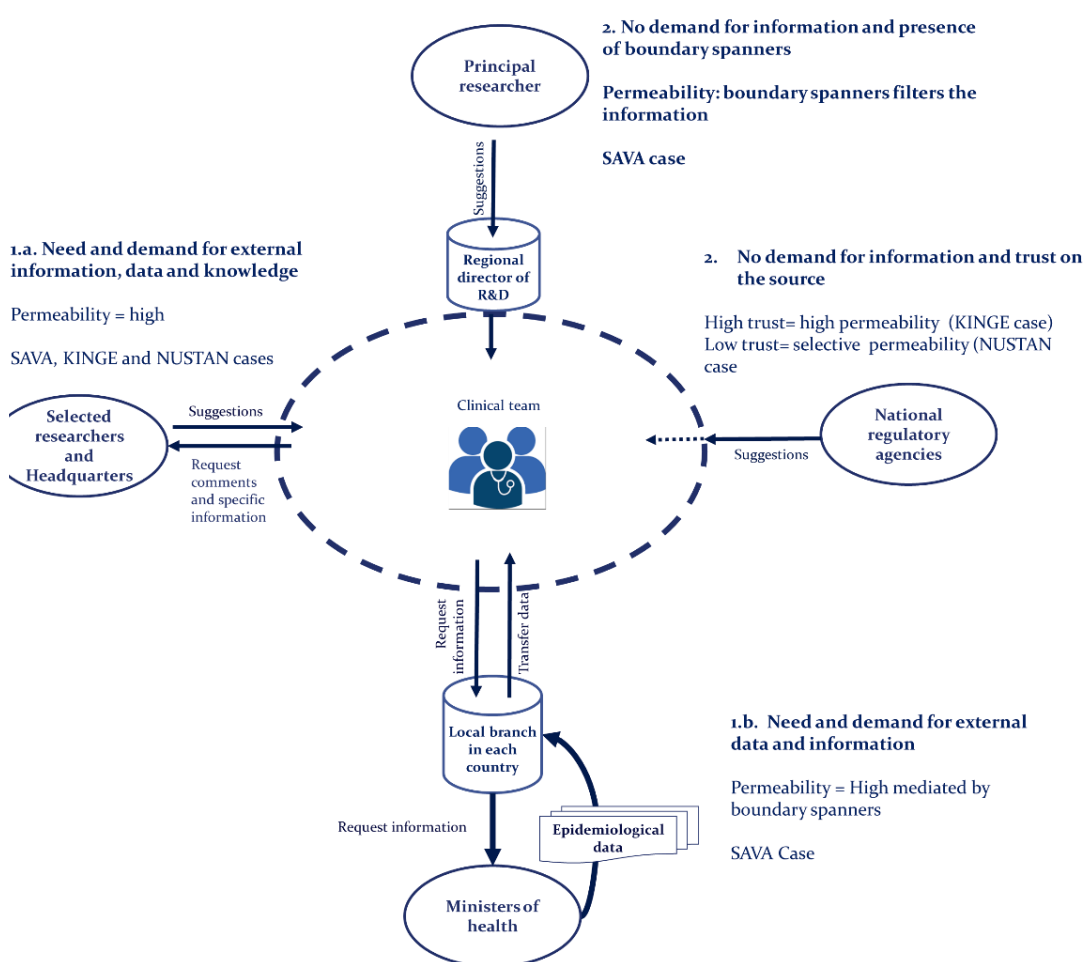 2. No demand for information and presence
of boundary spanners
Permeability: boundary spanners filters the
information
SAVA case
Principal
researcher
Suggestions
Regional
director of
R&D
1.a. Need and demand for external
information, data and knowledge
Permeability = high
SAVA, KINGE and NUSTAN cases
Selected
researchers
and
Headquarters
Suggestions
Request
comments
and specific
information
Clinical team
2. No demand for information and trust on
the source
High trust= high permeability (KINGE case)
Low trust= selective permeability (NUSTAN
case
National
regulatory
agencies
Suggestions
Request
information
Transfer data
Local branch
in each
country
Request information
Epidemiological
data
Ministers of
health
1.b. Need and demand for external
data and information
Permeability = High mediated by
boundary spanners
SAVA Case